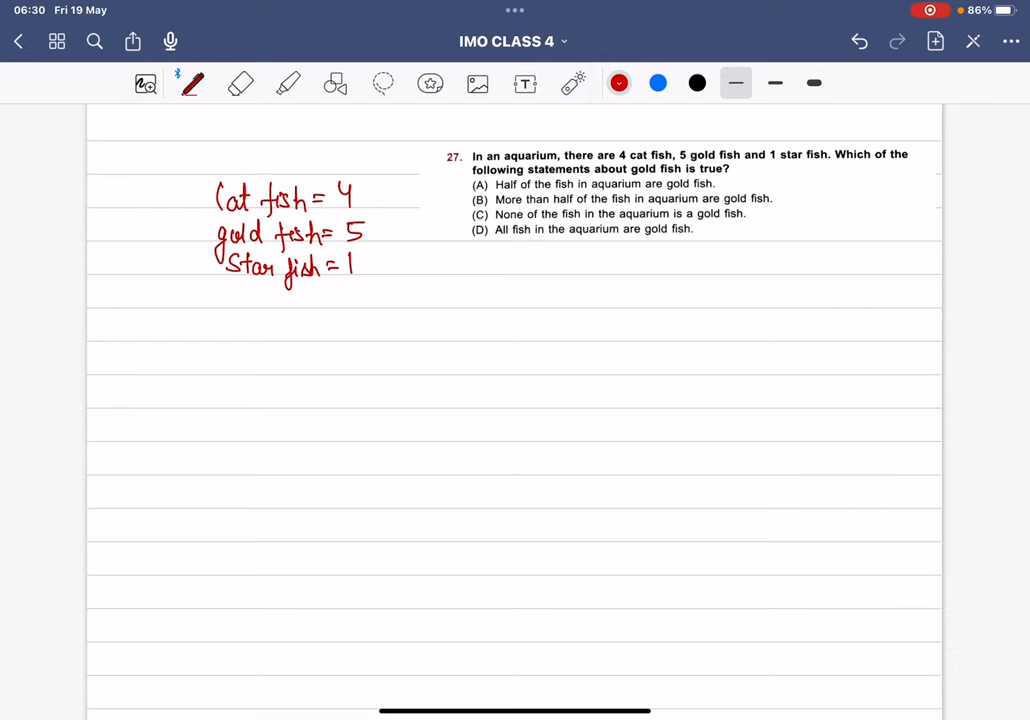 06:30 Fri 19 May
86%
IMO CLASS 4
T
27. In an aquarium, there are 4 cat fish, 5 gold fish and 1 star fish. Which of the
following statements about gold fish is true?
(A) Half of the fish in aquarium are gold fish.
(B) More than half of the fish in aquarium are gold fish.
(C) None of the fish in the aquarium is a gold fish.
(D) All fish in the aquarium are gold fish.
Cat fish = 4
gold fish = 5
Star fish = 1